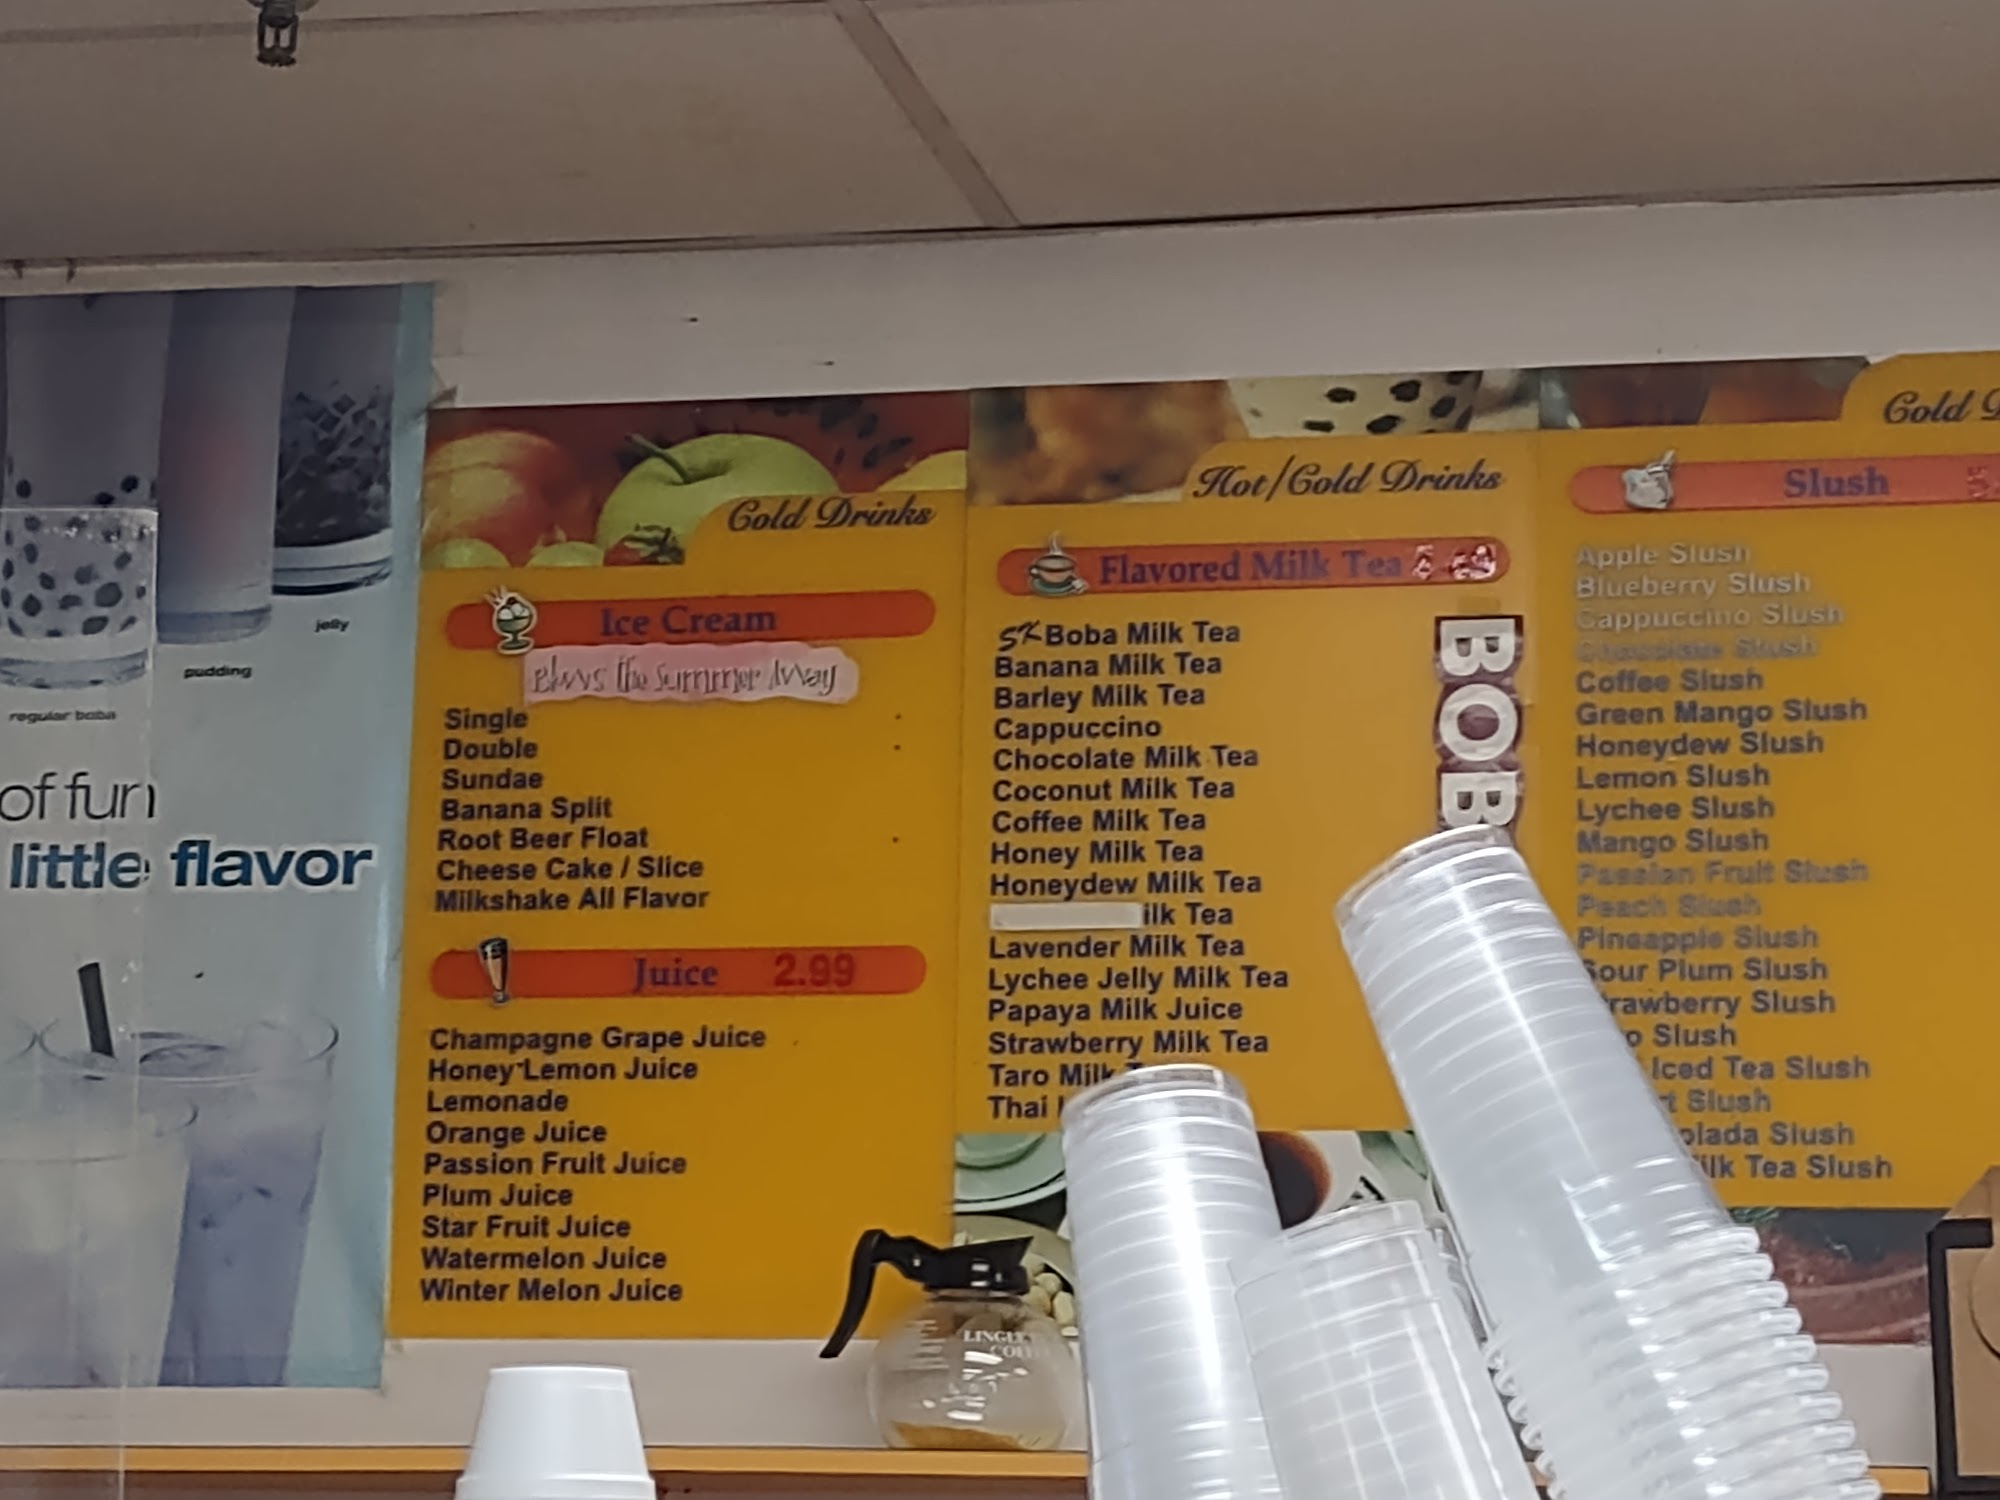 jelly
pudding
regular boba
of fun
little flavor
Cold Drinks
Ice Cream
Blows the Summer Away
Single
Double
Sundae
Banana Split
Root Beer Float
Cheese Cake / Slice
Milkshake All Flavor
Juice 2.99
Champagne Grape Juice
Honey Lemon Juice
Lemonade
Orange Juice
Passion Fruit Juice
Plum Juice
Star Fruit Juice
Watermelon Juice
Winter Melon Juice
Hot/Cold Drinks
Flavored Milk Tea
Boba Milk Tea
Banana Milk Tea
Barley Milk Tea
Cappuccino
Chocolate Milk Tea
Coconut Milk Tea
Coffee Milk Tea
Honey Milk Tea
Honeydew Milk Tea
ilk Tea
Lavender Milk Tea
Lychee Jelly Milk Tea
Papaya Milk Juice
Strawberry Milk Tea
Taro Milk
Thai
BOB
Cold
Slush
Apple Slush
Blueberry Slush
Cappuccino Slush
Chocolate Slush
Coffee Slush
Green Mango Slush
Honeydew Slush
Lemon Slush
Lychee Slush
Mango Slush
Passion Fruit Slush
Peach Slush
Pineapple Slush
Sour Plum Slush
rawberry Slush
o Slush
Iced Tea Slush
t Slush
olada Slush
ilk Tea Slush